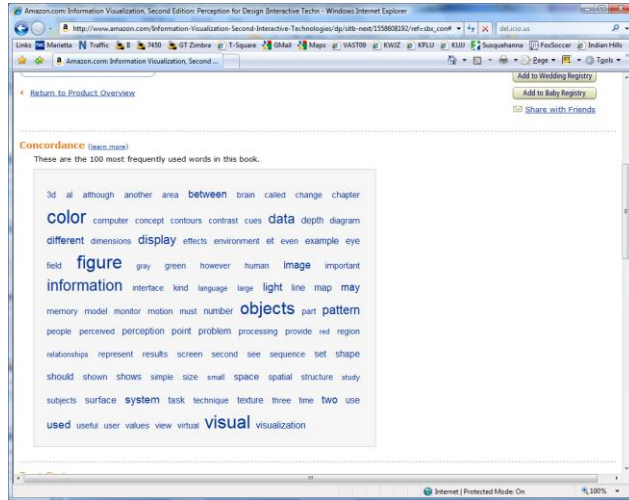 Amazon.com: Information Visualization, Second Edition: Perception for Design (Interactive Techn - Windows Internet Explorer
http://www.amazon.com/Information-Visualization-Second-Interactive-Technologies/dp/sitb-next/1558608192/ref=sbx_con# del.icio.us
Links Marietta Traffic 8 7450 GT Zimbra T-Square GMail Maps VAST09 KWIZ KPLU KUJJ Susquehanna FoxSoccer Indian Hills
Amazon.com: Information Visualization, Second ... Page Tools
Add to Wedding Registry
Return to Product Overview Add to Baby Registry
Share with Friends
Concordance (learn more)
These are the 100 most frequently used words in this book.
3d al although another area between brain called change chapter
color computer concept contours contrast cues data depth diagram
different dimensions display effects environment et even example eye
field figure gray green however human image important
information interface kind language large light line map may
memory model monitor motion must number objects part pattern
people perceived perception point problem processing provide red region
relationships represent results screen second see sequence set shape
should shown shows simple size small space spatial structure study
subjects surface system task technique texture three time two use
used useful user values view virtual visual visualization
Internet | Protected Mode: On 100%